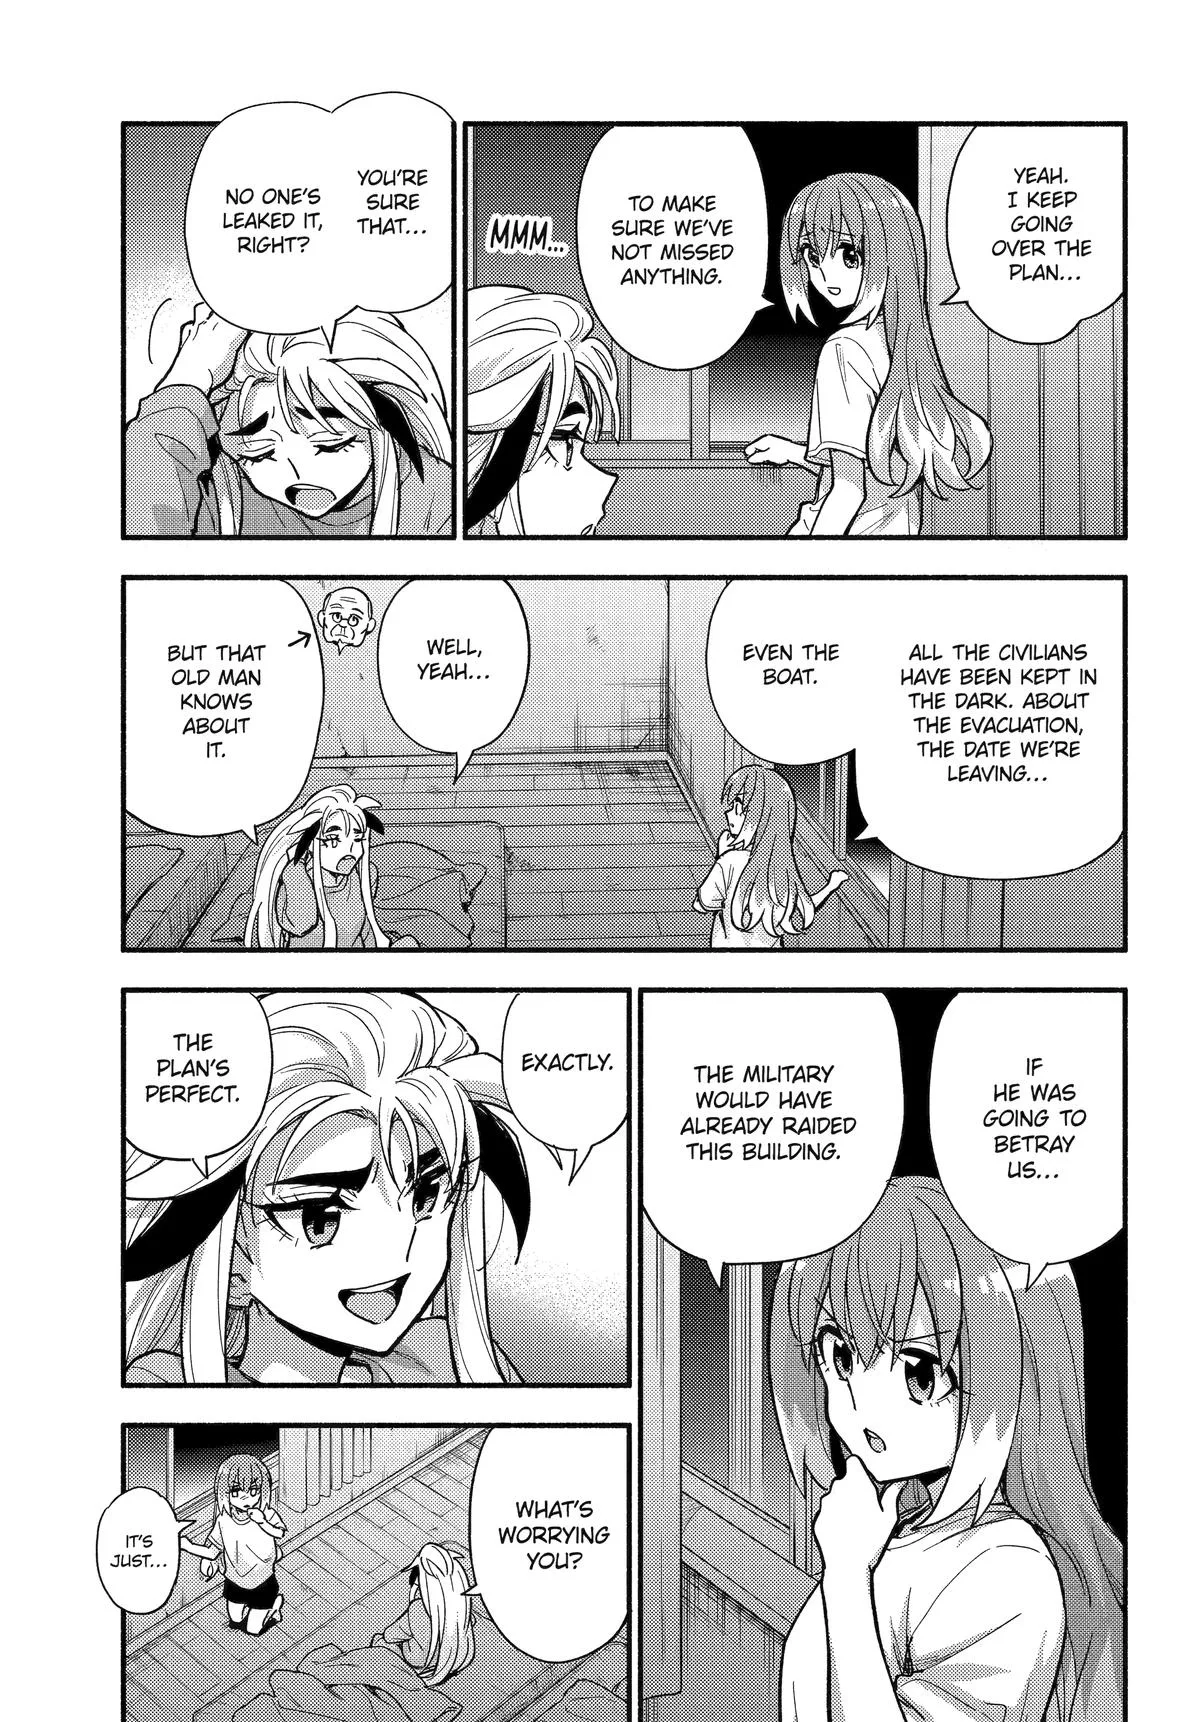 YEAH.
I KEEP
GOING
OVER THE
PLAN...
TO MAKE
SURE WE'VE
NOT MISSED
ANYTHING.
MMM...
YOU'RE
SURE
THAT...
NO ONE'S
LEAKED IT,
RIGHT?
ALL THE CIVILIANS
HAVE BEEN KEPT IN
THE DARK. ABOUT
THE EVACUATION,
THE DATE WE'RE
LEAVING...
EVEN THE
BOAT.
WELL,
YEAH...
BUT THAT
OLD MAN
KNOWS
ABOUT
IT.
IF
HE WAS
GOING TO
BETRAY
US...
THE MILITARY
WOULD HAVE
ALREADY RAIDED
THIS BUILDING.
EXACTLY.
THE
PLAN'S
PERFECT.
WHAT'S
WORRYING
YOU?
IT'S
JUST...